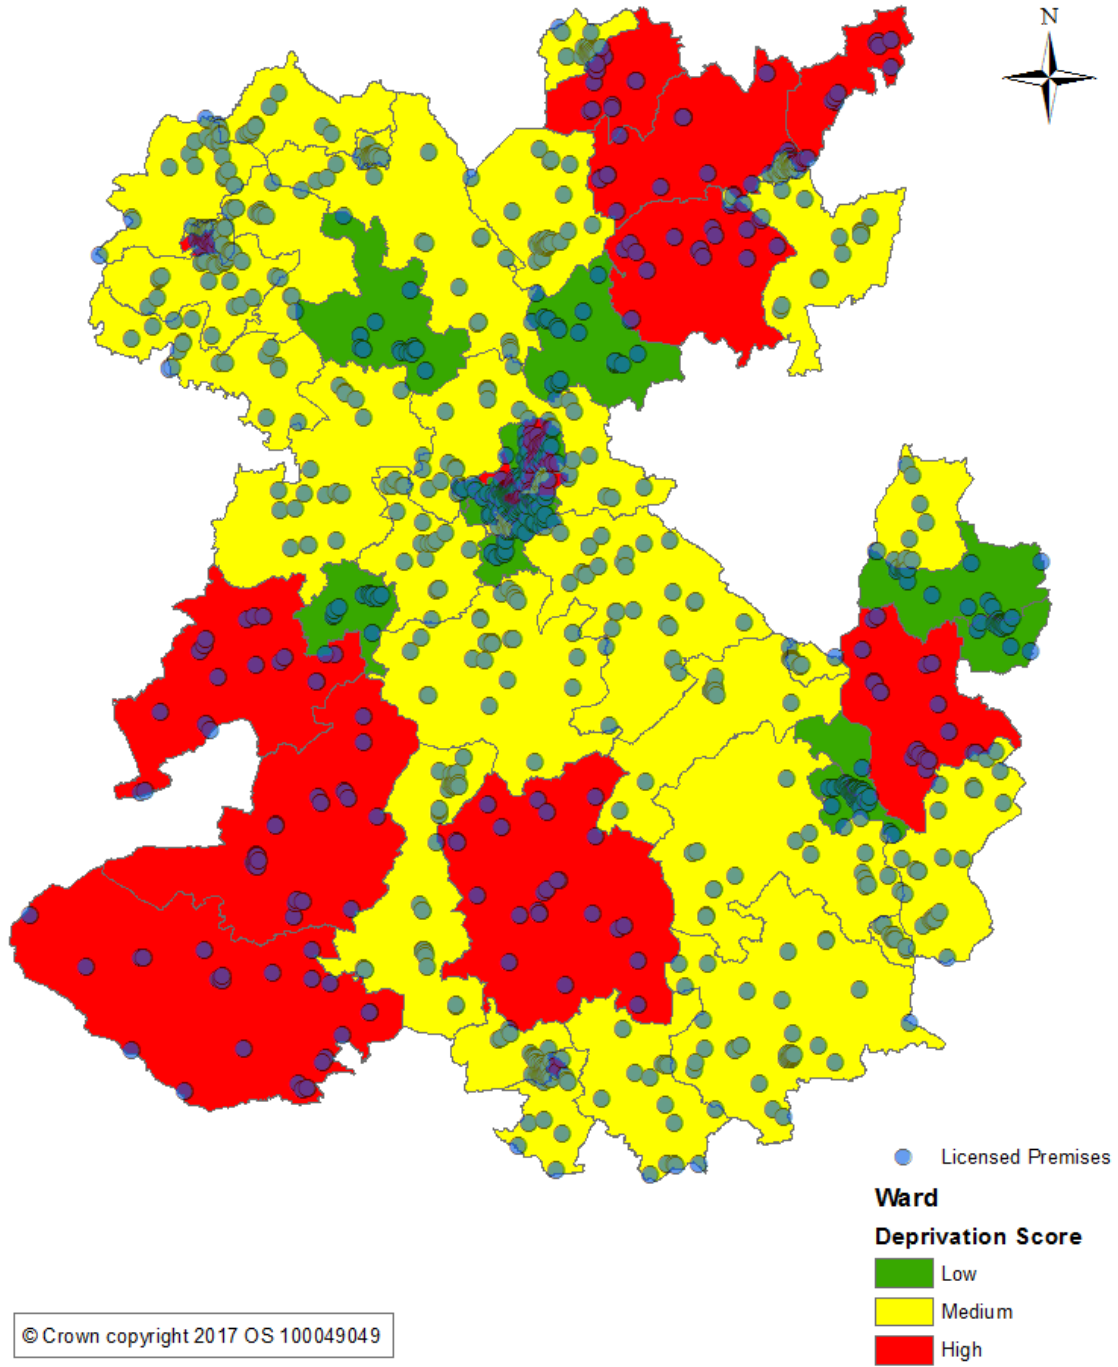 N
Licensed Premises
Ward
Deprivation Score
Low
Medium
High
© Crown copyright 2017 OS 100049049